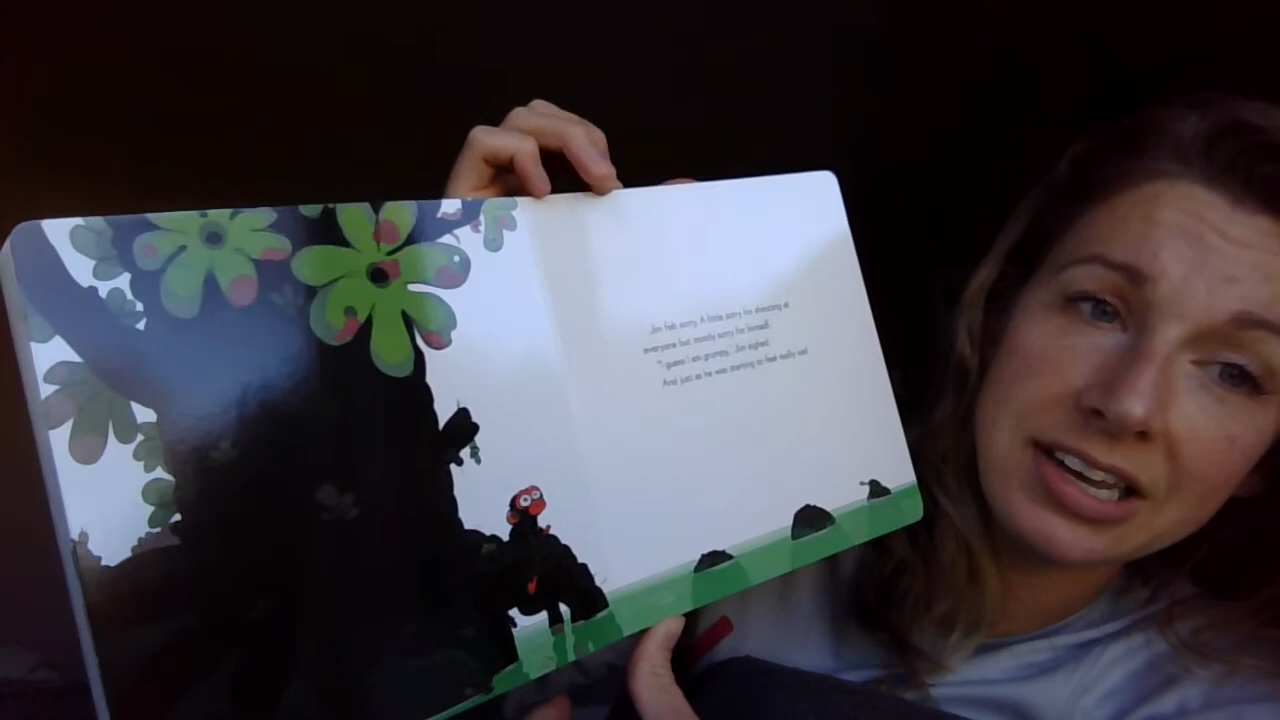 Jim felt sorry. A little sorry for shouting at
everyone but mostly sorry for himself.
"I guess I am grumpy," Jim sighed.
And just as he was starting to feel really sad